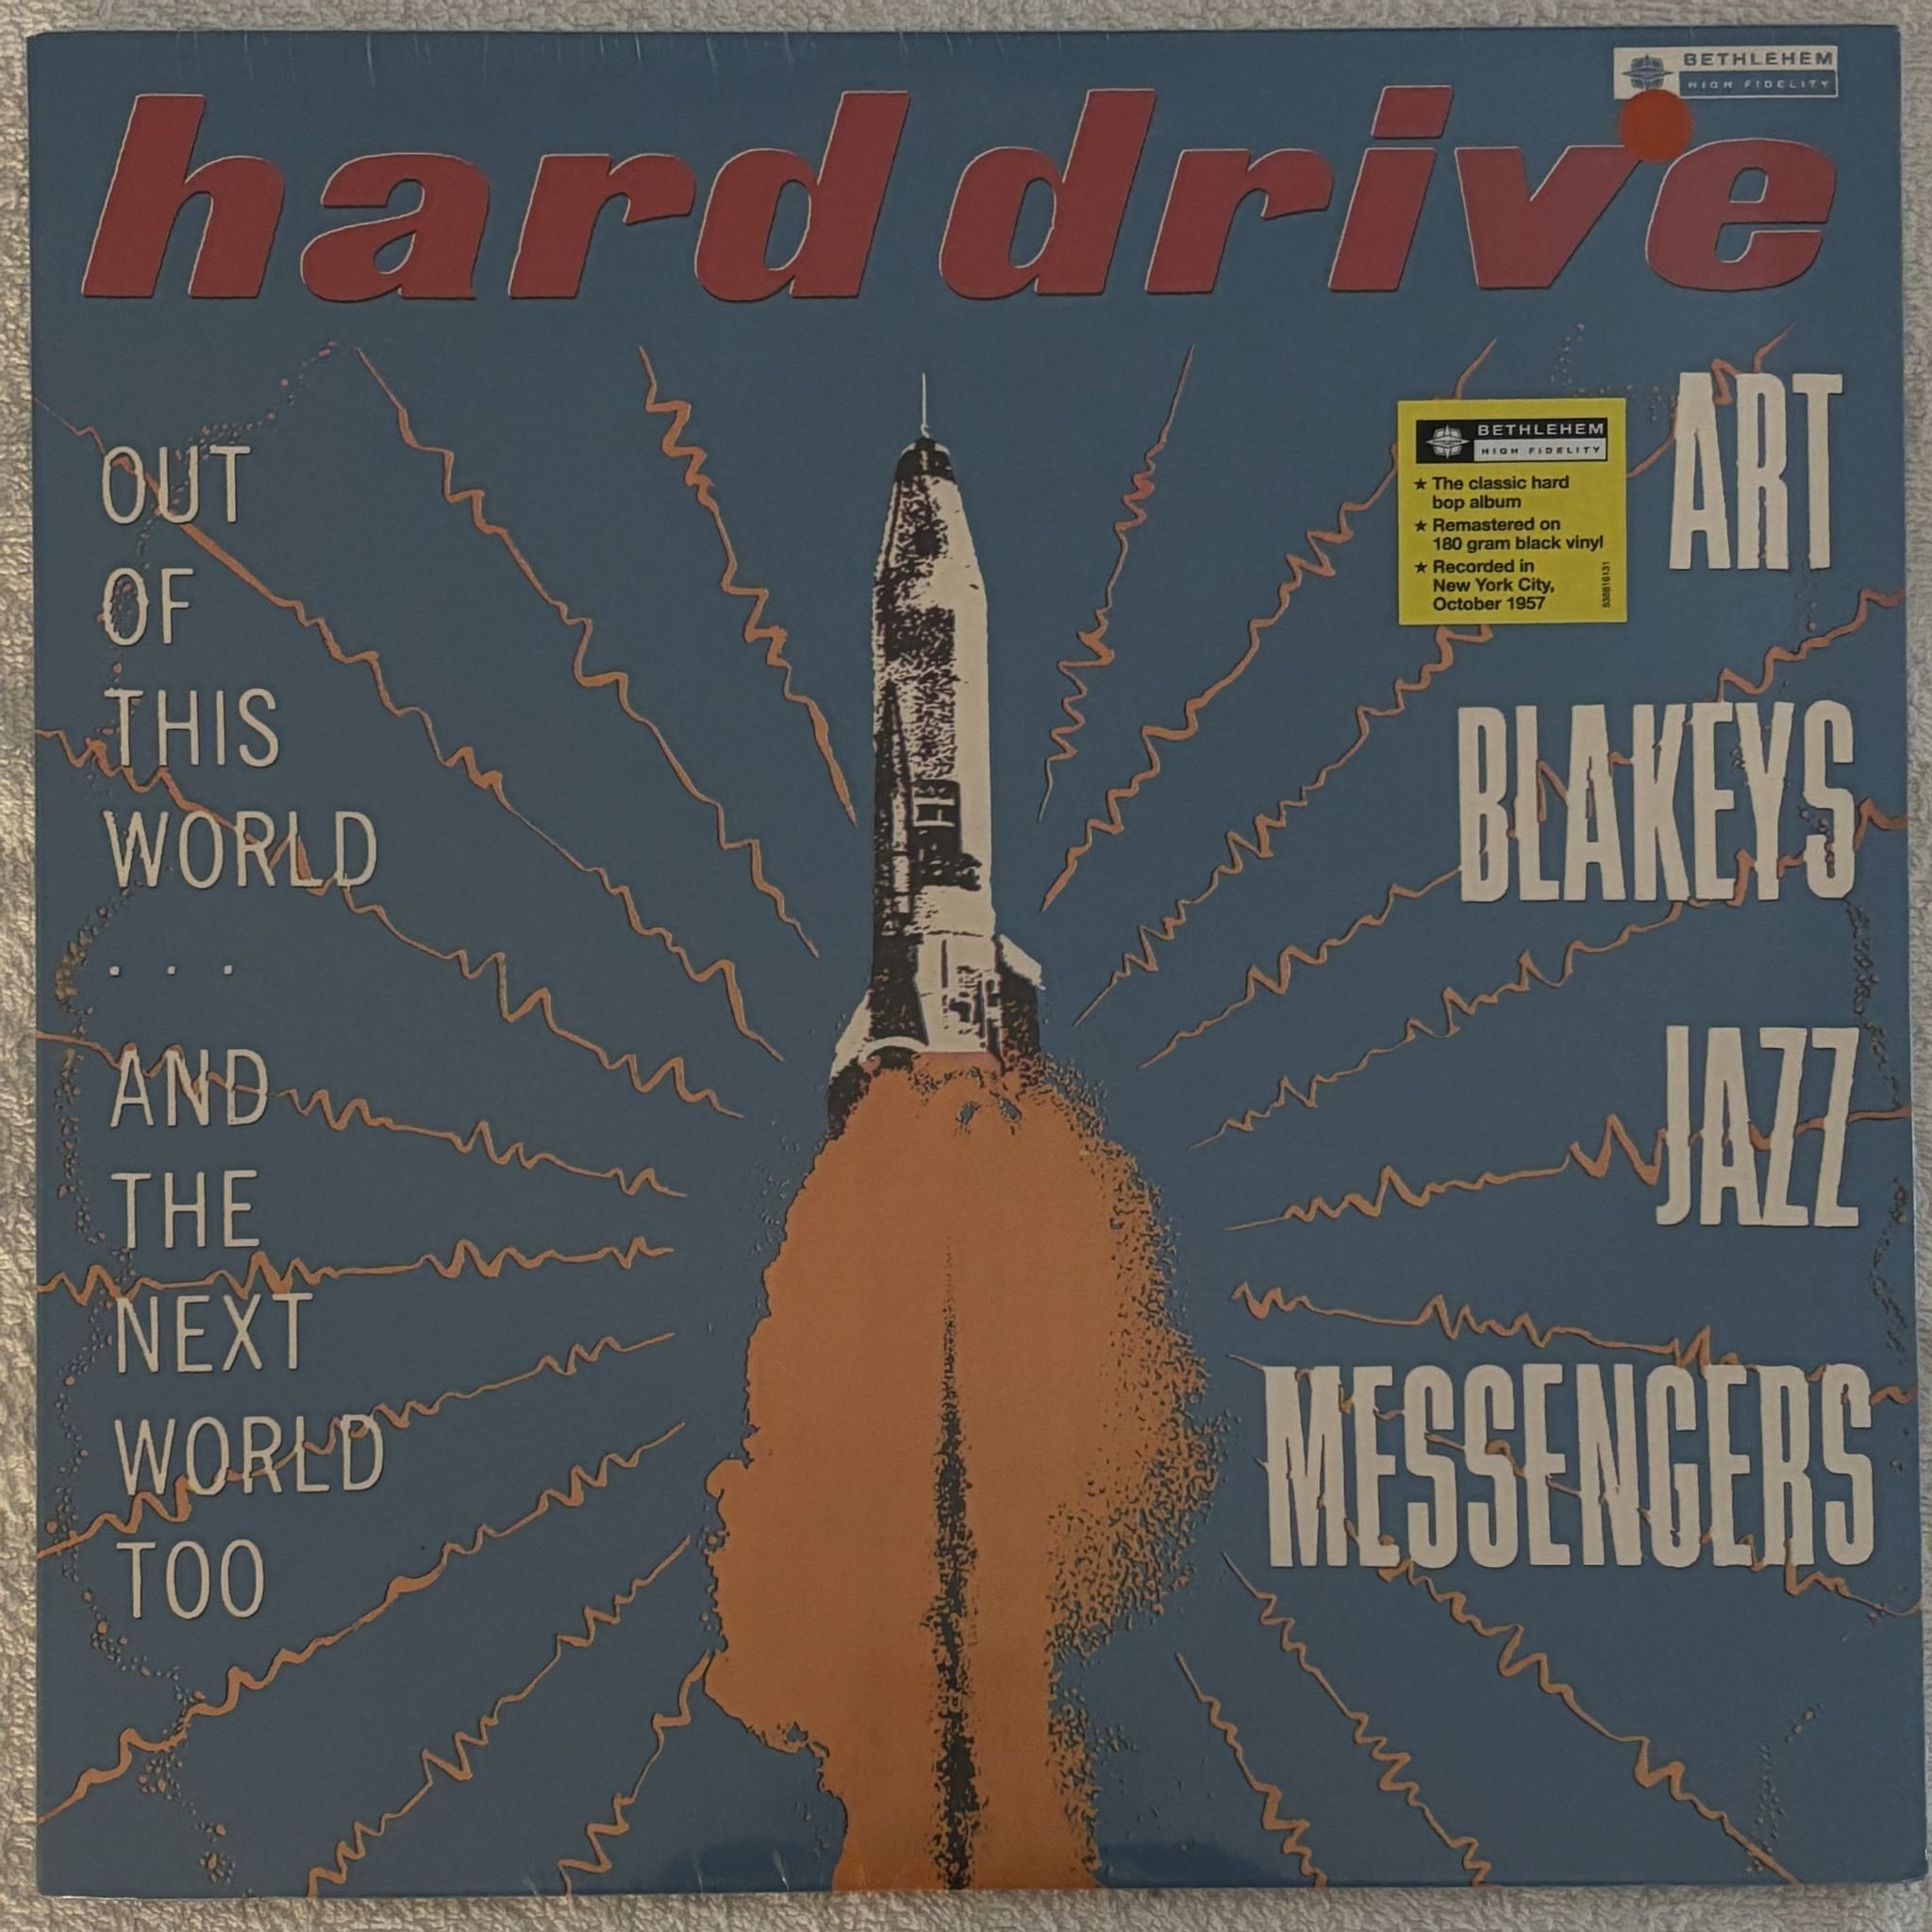 BETHLEHEM
HIGH FIDELITY
hard drive
OUT
OF
THIS
WORLD
. . .
AND
THE
NEXT
WORLD
TOO
BETHLEHEM
HIGH FIDELITY
★ The classic hard
bop album
★ Remastered on
180 gram black vinyl
★ Recorded in
New York City,
October 1957
ART
BLAKEYS
JAZZ
MESSENGERS